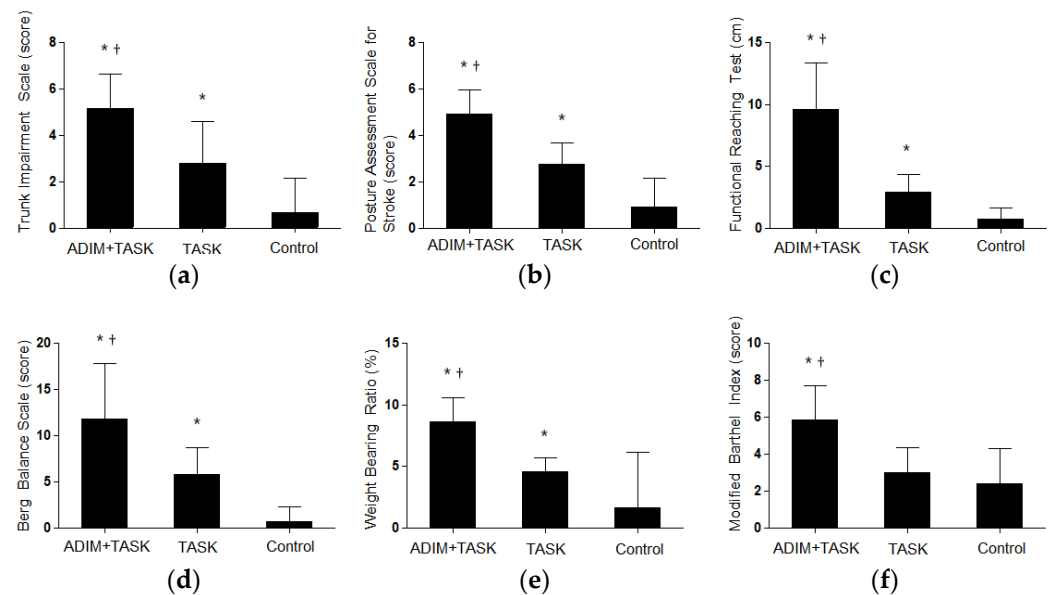 Trunk Impairment Scale (score)
8
6
4
2
0
* †
*
ADIM+TASK TASK Control
(a)
Posture Assessment Scale for
Stroke (score)
8
6
4
2
0
* †
*
ADIM+TASK TASK Control
(b)
Functional Reaching Test (cm)
15
10
5
0
* †
*
ADIM+TASK TASK Control
(c)
Berg Balance Scale (score)
20
15
10
5
0
* †
*
ADIM+TASK TASK Control
(d)
Weight Bearing Ratio (%)
15
10
5
0
* †
*
ADIM+TASK TASK Control
(e)
Modified Barthel Index (score)
10
8
6
4
2
0
* †
ADIM+TASK TASK Control
(f)